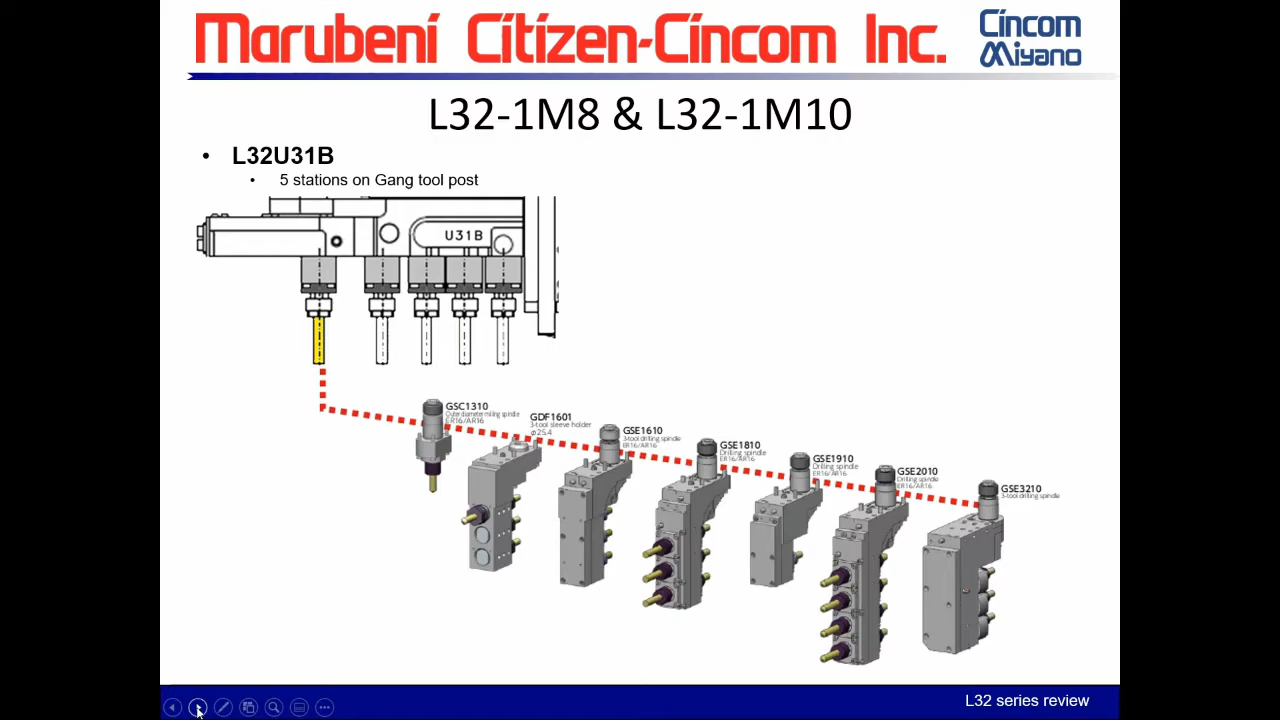 Marubeni Citizen-Cincom Inc.
Cincom
Miyano
L32-1M8 & L32-1M10
• L32U31B
• 5 stations on Gang tool post
U31B
GSC1310
Outer diameter milling spindle
ER16/AR16
GDF1601
3-tool sleeve holder
φ25.4
GSE1610
3-tool drilling spindle
ER16/AR16
GSE1810
Drilling spindle
ER16/AR16
GSE1910
Drilling spindle
ER16/AR16
GSE2010
Drilling spindle
ER16/AR16
GSE3210
3-tool drilling spindle
L32 series review